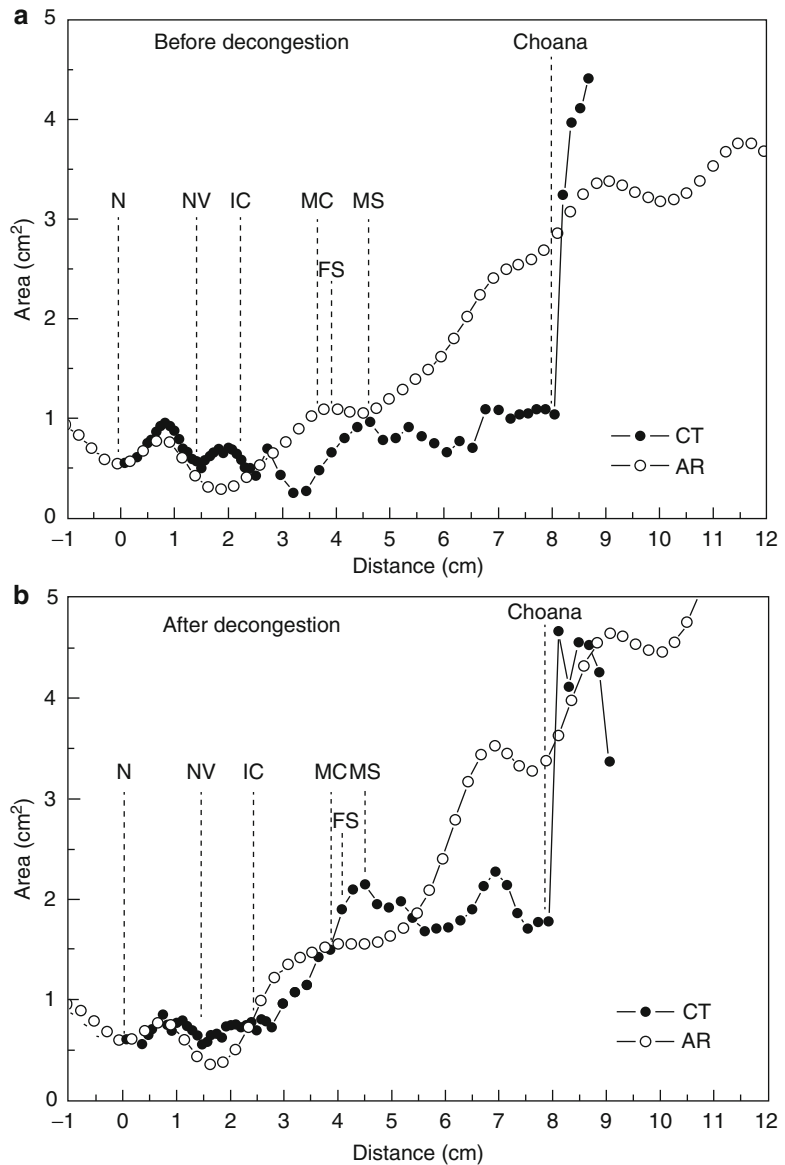 a
5
Before decongestion
Choana
4
N
NV
IC
MC
MS
3
FS
Area (cm²)
2
1
CT
AR
0
–1 0 1 2 3 4 5 6 7 8 9 10 11 12
Distance (cm)
b
5
After decongestion
Choana
4
N
NV
IC
MC
MS
3
FS
Area (cm²)
2
1
CT
AR
0
–1 0 1 2 3 4 5 6 7 8 9 10 11 12
Distance (cm)